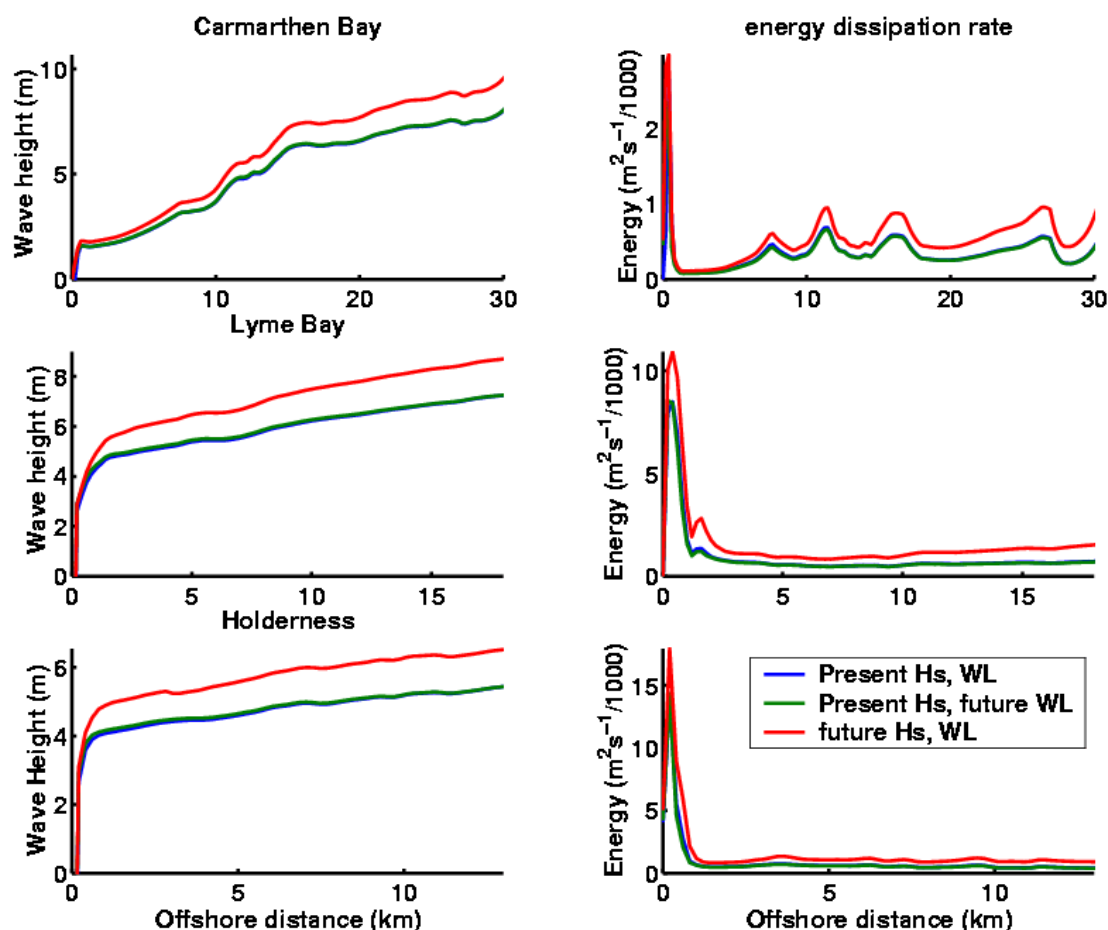 Carmarthen Bay
energy dissipation rate
Wave height (m)
10
5
0
0 10 20 30
Energy (m²s⁻¹/1000)
2
1
0
0 10 20 30
Lyme Bay
Wave height (m)
8
6
4
2
0
0 5 10 15
Energy (m²s⁻¹/1000)
10
5
0
0 5 10 15
Holderness
Wave Height (m)
6
4
2
0
0 5 10
Offshore distance (km)
Energy (m²s⁻¹/1000)
15
10
5
0
0 5 10
Offshore distance (km)
Present Hs, WL
Present Hs, future WL
future Hs, WL